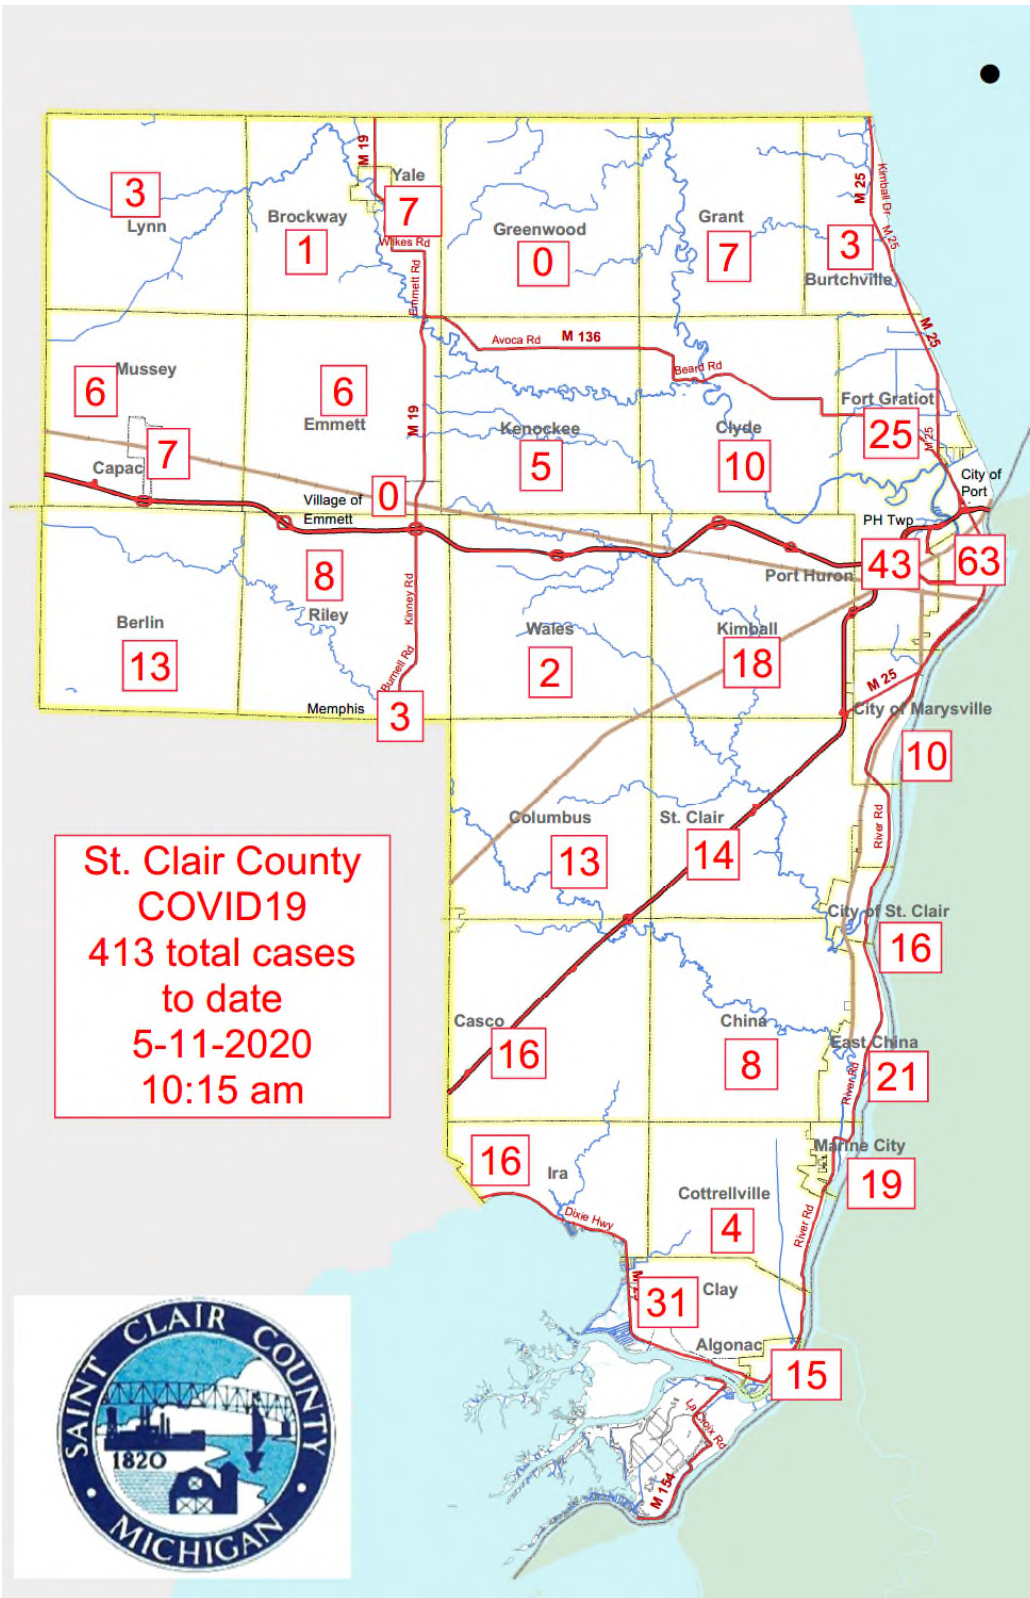 M 19
Yale
7
Wilkes Rd
Emmett Rd
3
Lynn
Brockway
1
Greenwood
0
Grant
7
M 25
Kimball Dr
M 25
3
Burtchville
M 25
Avoca Rd
M 136
Beard Rd
Mussey
6
6
Emmett
M 19
Capac
7
Kenockee
5
Clyde
10
Fort Gratiot
25
M 25
City of
Port
Village of
Emmett
0
PH Twp
Port Huron
43
63
8
Riley
Kinney Rd
Burnell Rd
Berlin
13
Wales
2
Kimball
18
M 25
Memphis
3
City of Marysville
10
River Rd
Columbus
13
St. Clair
14
City of St. Clair
16
St. Clair County
COVID19
413 total cases
to date
5-11-2020
10:15 am
Casco
16
China
8
East China
21
River Rd
Marine City
19
16
Ira
Dixie Hwy
Cottrellville
4
River Rd
31
Clay
Algonac
15
La Croix Rd
M 154
SAINT CLAIR COUNTY
1820
MICHIGAN